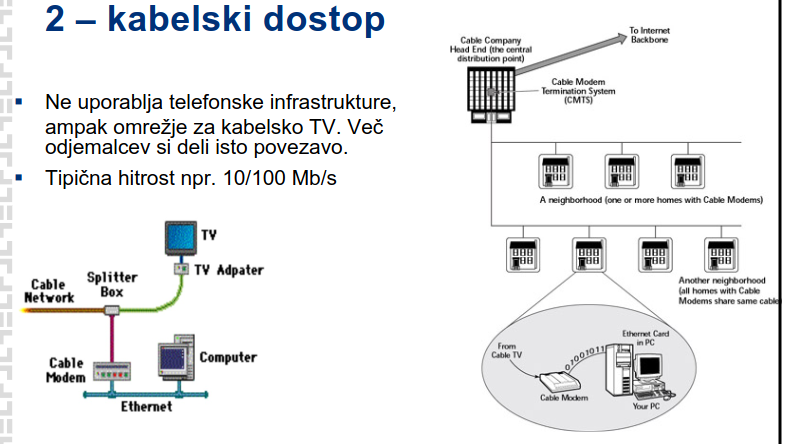 2 – kabelski dostop
Ne uporablja telefonske infrastrukture,
ampak omrežje za kabelsko TV. Več
odjemalcev si deli isto povezavo.
Tipična hitrost npr. 10/100 Mb/s
TV
TV Adpater
Splitter
Box
Cable
Network
Cable
Modem
Computer
Ethernet
To Internet
Backbone
Cable Company
Head End (the central
distribution point)
Cable Modem
Termination System
(CMTS)
A neighborhood (one or more homes with Cable Modems)
Another neighborhood
(all homes with Cable
Modems share same cable
From
Cable TV
01001011
Ethernet Card
in PC
Cable Modem
Your PC